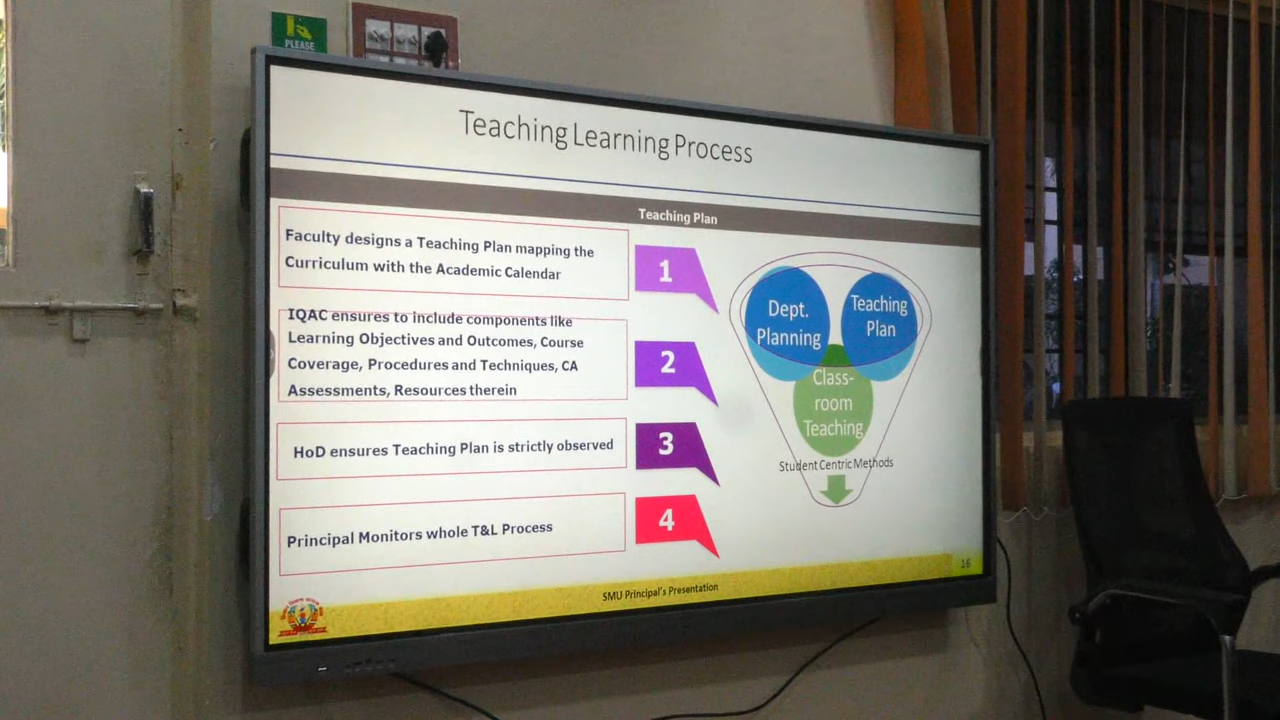 PLEASE
Teaching Learning Process
Teaching Plan
Faculty designs a Teaching Plan mapping the
Curriculum with the Academic Calendar
1
IQAC ensures to include components like
Learning Objectives and Outcomes, Course
Coverage, Procedures and Techniques, CA
Assessments, Resources therein
2
HoD ensures Teaching Plan is strictly observed
3
Principal Monitors whole T&L Process
4
Dept.
Planning
Teaching
Plan
Class-
room
Teaching
Student Centric Methods
SMU Principal's Presentation
16